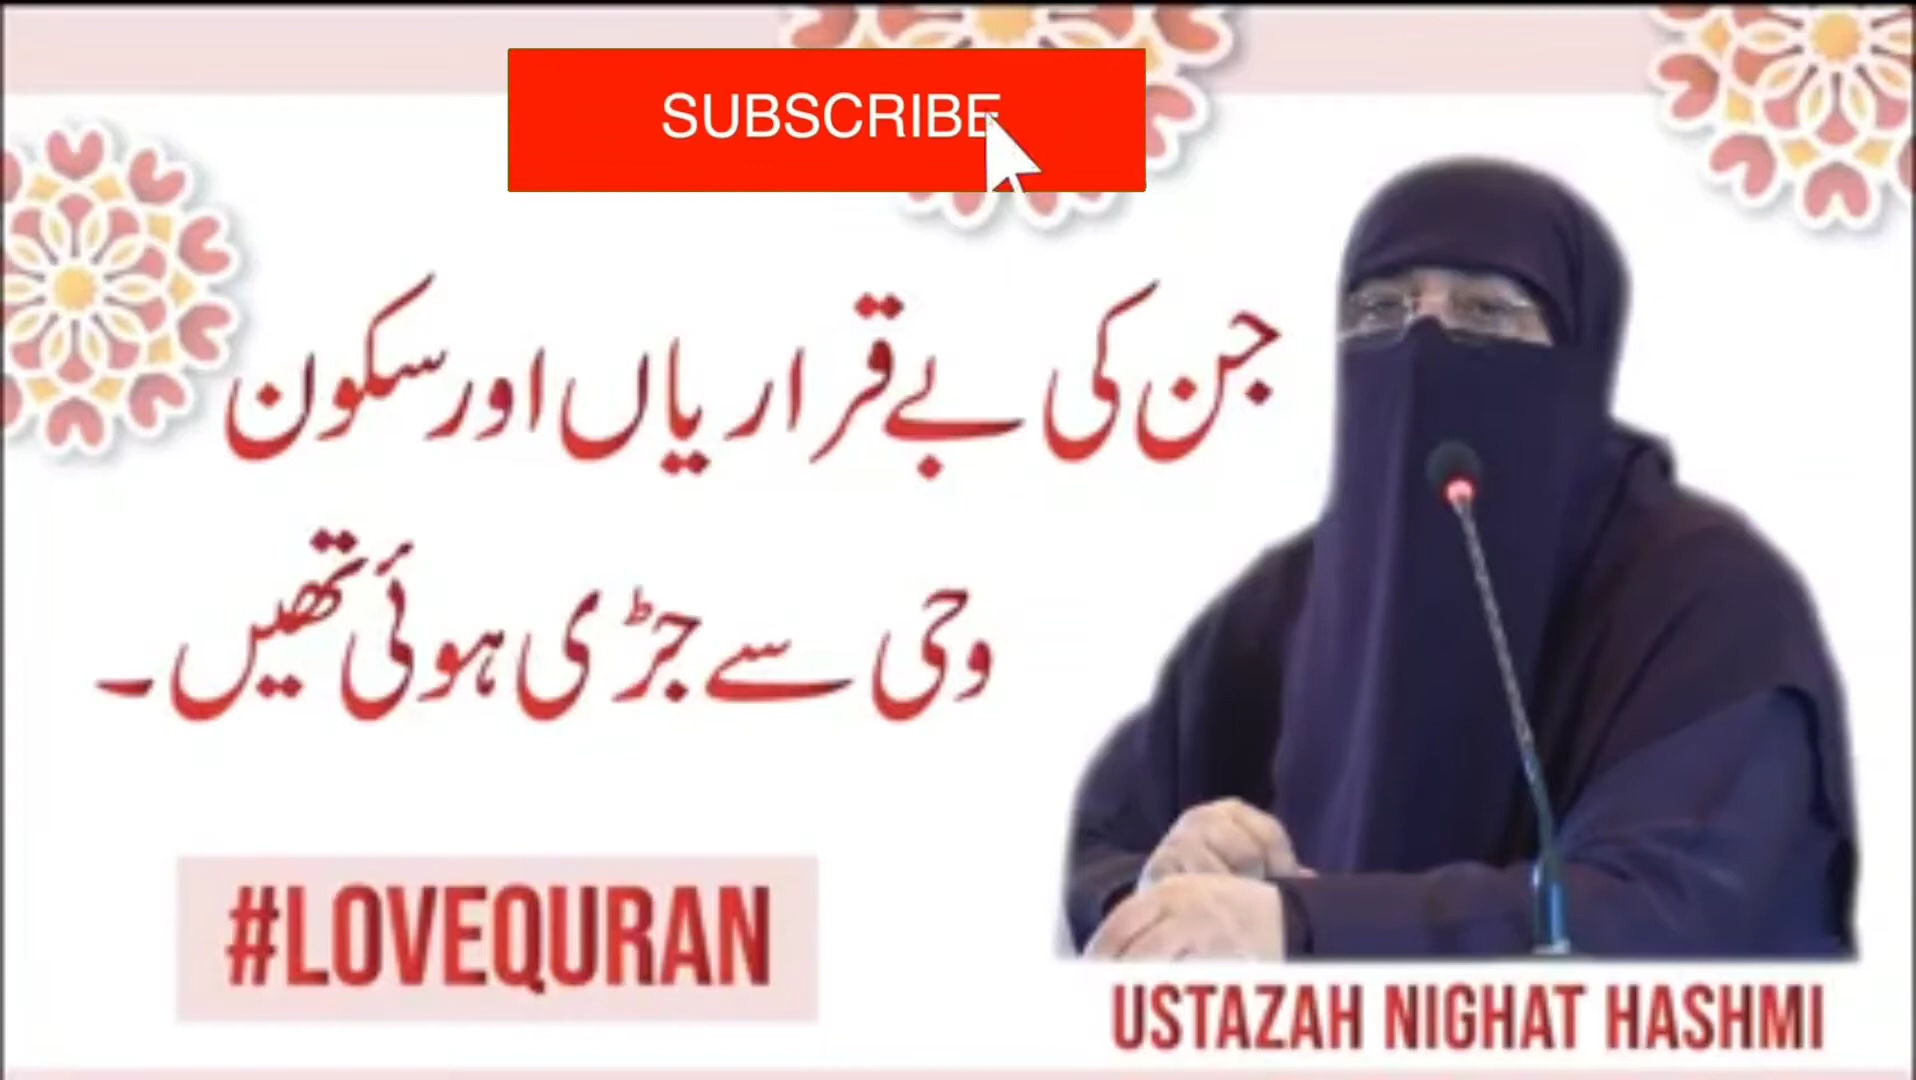 SUBSCRIBE
جن کی بے قراریاں اور سکون
وحی سے جڑی ہوئی تھیں۔
#LOVEQURAN
USTAZAH NIGHAT HASHMI